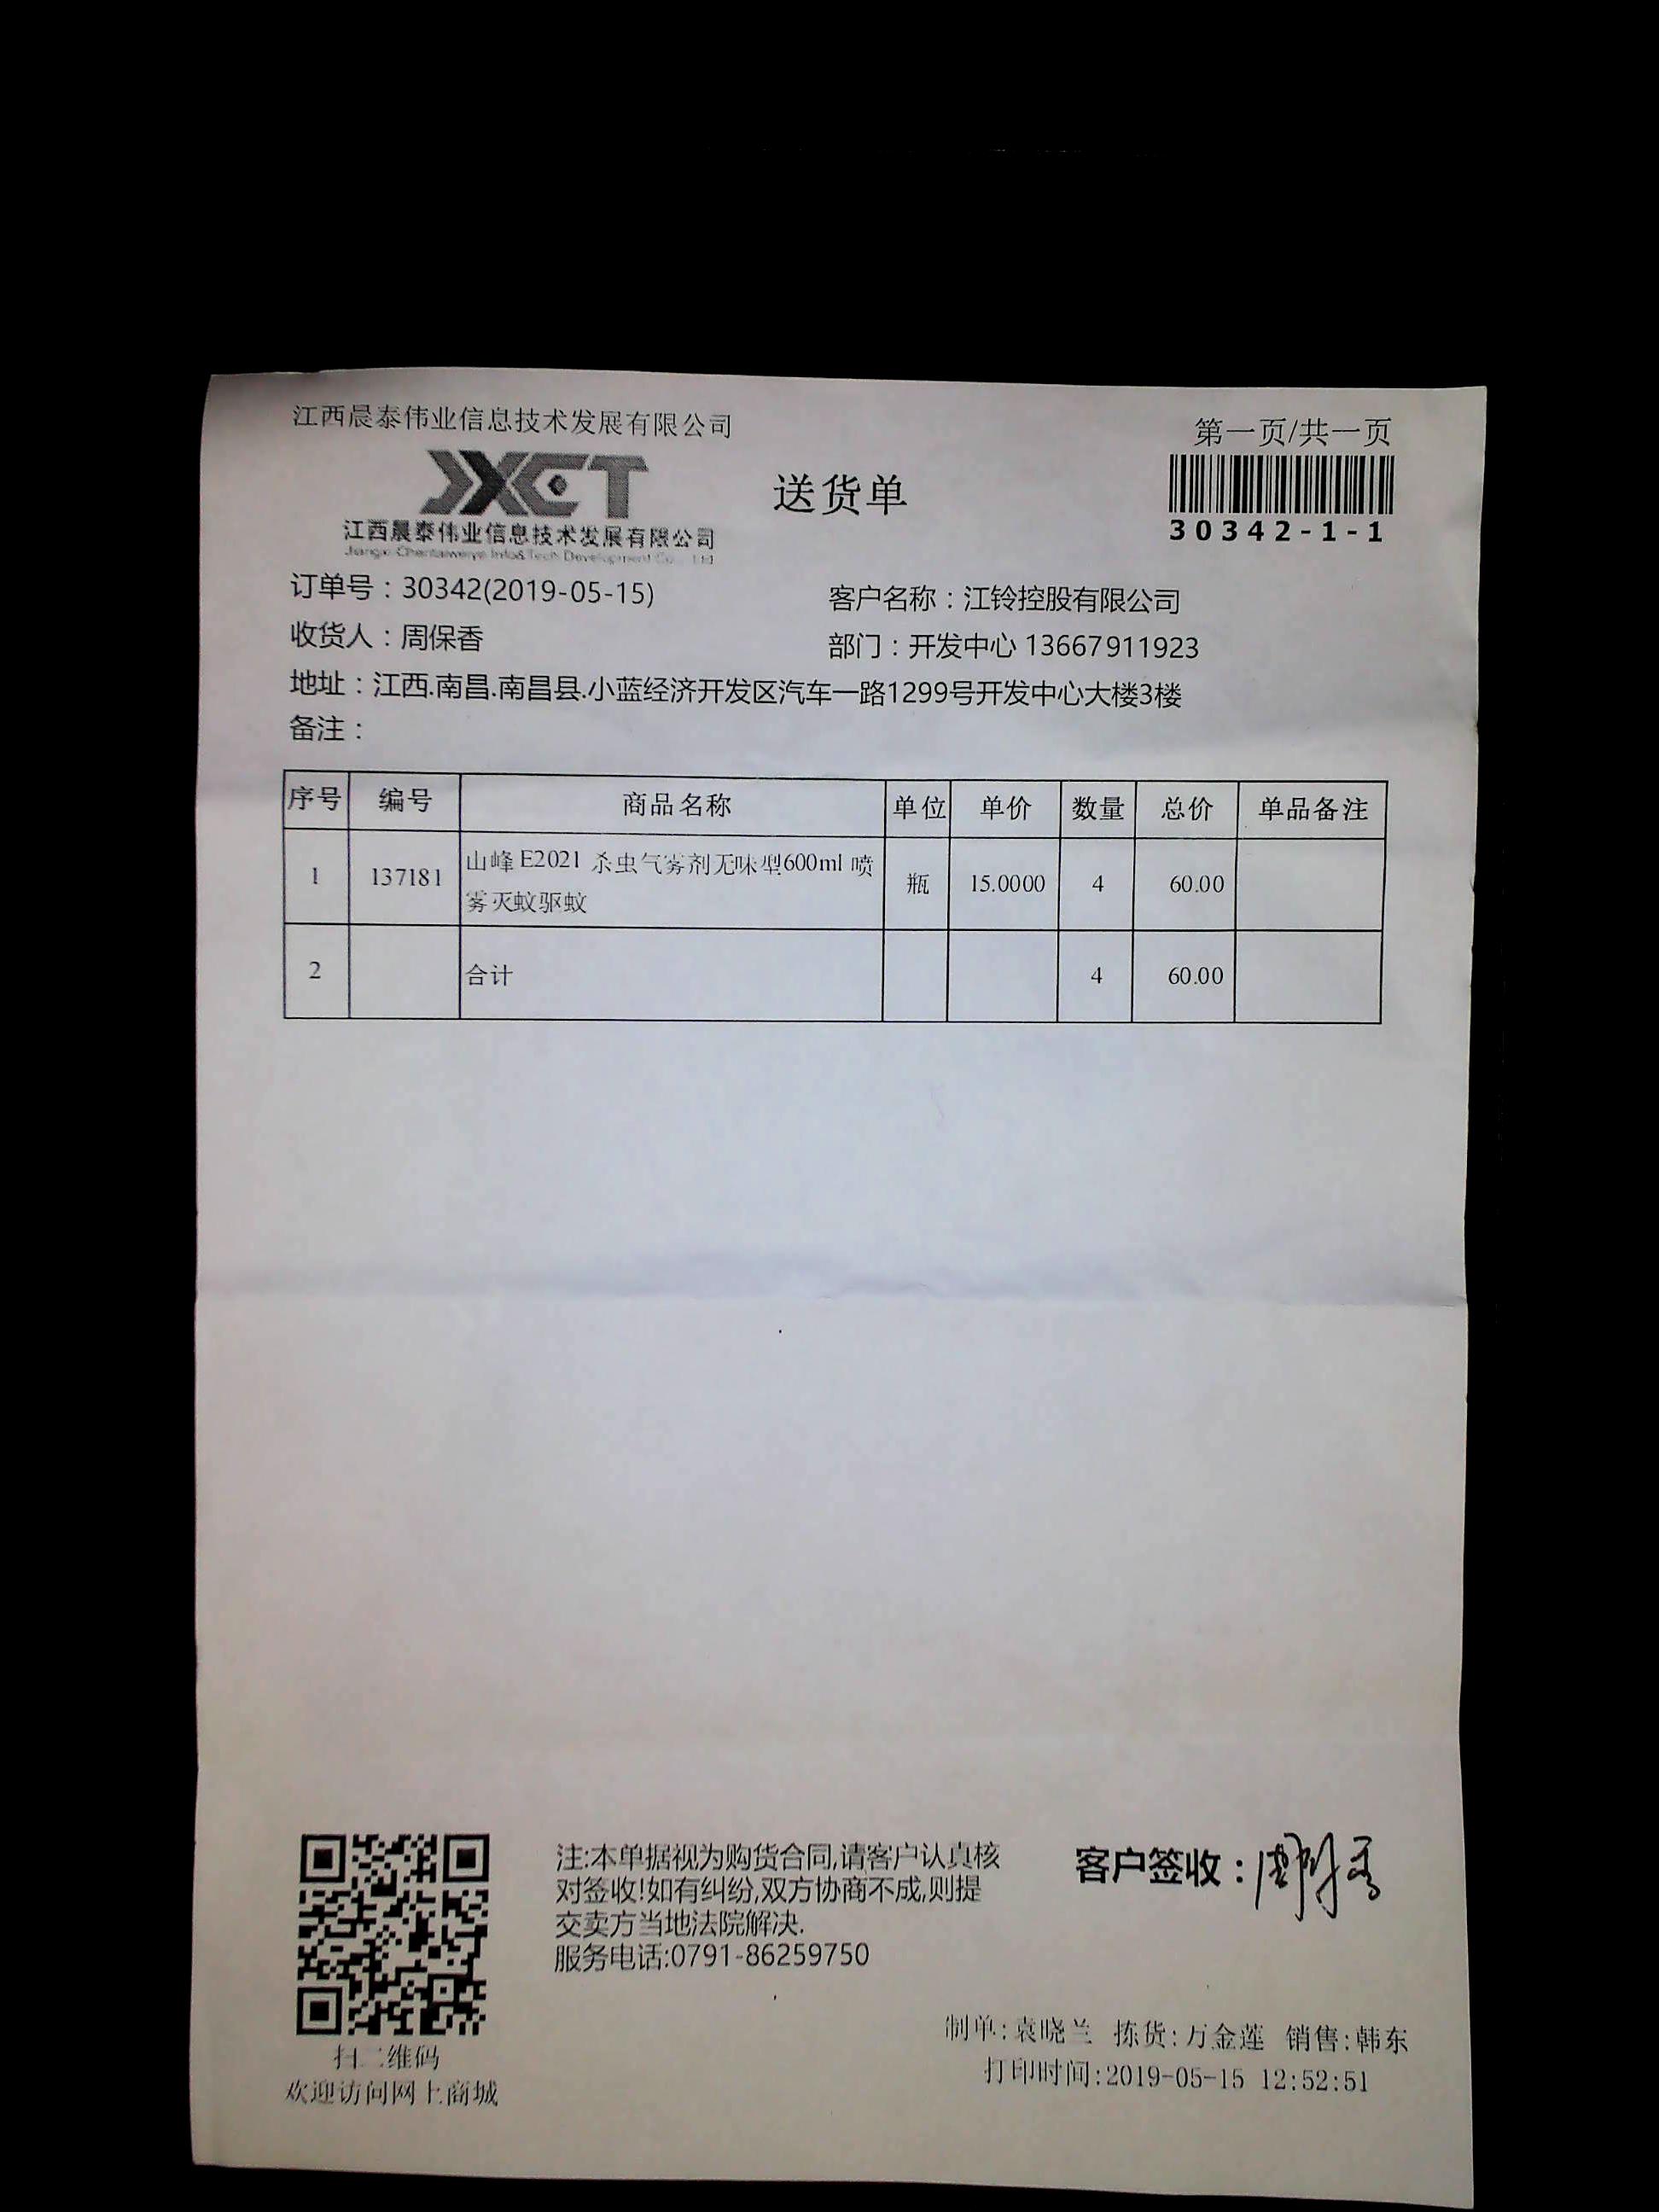 江西晨泰伟业信息技术发展有限公司
第一页/共一页
JXCT
送货单
江西晨泰伟业信息技术发展有限公司
Jiangxi Chentaiweiye Info&Tech Development Co., Ltd
30342-1-1
订单号：30342(2019-05-15)
客户名称：江铃控股有限公司
收货人：周保香
部门：开发中心 13667911923
地址：江西.南昌.南昌县.小蓝经济开发区汽车一路1299号开发中心大楼3楼
备注：
序号 编号 商品名称 单位 单价 数量 总价 单品备注
1 137181 山峰 E2021 杀虫气雾剂无味型600ml 喷 瓶 15.0000 4 60.00
雾灭蚊驱蚊
2 合计 4 60.00
注:本单据视为购货合同,请客户认真核
对签收!如有纠纷,双方协商不成,则提
交卖方当地法院解决.
服务电话:0791-86259750
客户签收：
制单:袁晓兰 拣货:万金莲 销售:韩东
打印时间:2019-05-15 12:52:51
扫二维码
欢迎访问网上商城